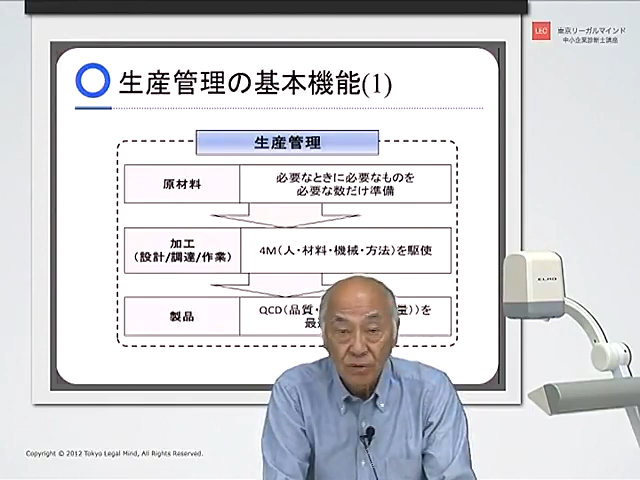 LEC 東京リーガルマインド
中小企業診断士講座
生産管理の基本機能(1)
生産管理
原材料
必要なときに必要なものを
必要な数だけ準備
加工
(設計/調達/作業)
4M(人・材料・機械・方法)を駆使
製品
QCD(品質・
量))を
ELMO
Copyright © 2012 Tokyo Legal Mind, All Rights Reserved.